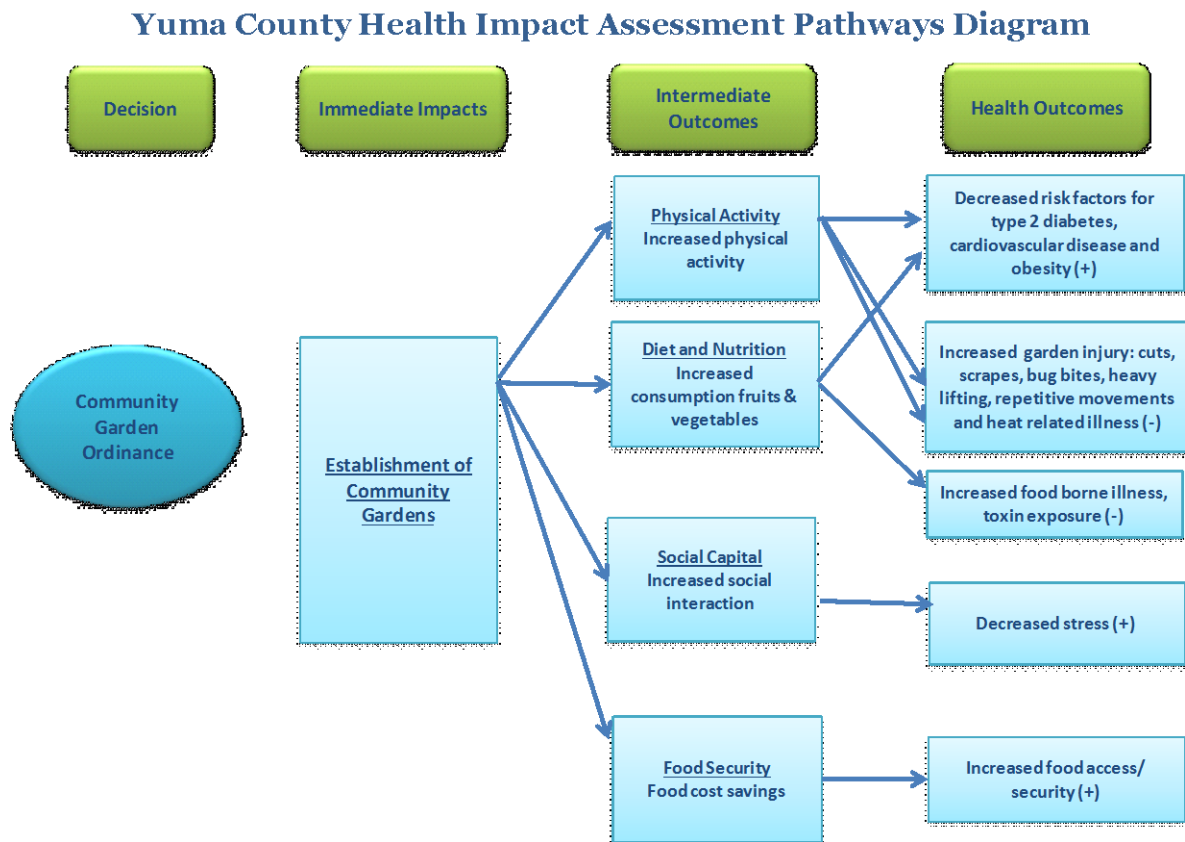 Yuma County Health Impact Assessment Pathways Diagram
Decision
Immediate Impacts
Intermediate
Outcomes
Health Outcomes
Community
Garden
Ordinance
Establishment of
Community
Gardens
Physical Activity
Increased physical
activity
Diet and Nutrition
Increased
consumption fruits &
vegetables
Social Capital
Increased social
interaction
Food Security
Food cost savings
Decreased risk factors for
type 2 diabetes,
cardiovascular disease and
obesity (+)
Increased garden injury: cuts,
scrapes, bug bites, heavy
lifting, repetitive movements
and heat related illness (-)
Increased food borne illness,
toxin exposure (-)
Decreased stress (+)
Increased food access/
security (+)